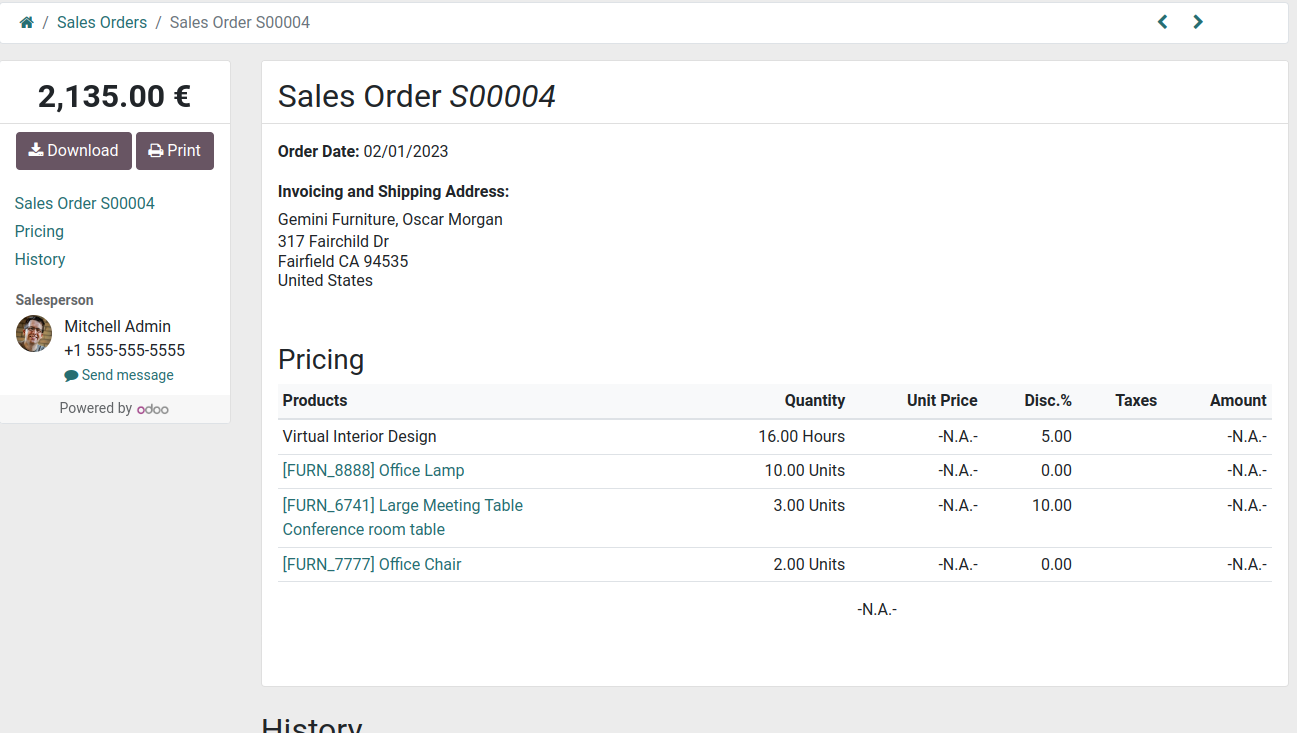 / Sales Orders / Sales Order S00004
2,135.00 €
Download Print
Sales Order S00004
Pricing
History
Salesperson
Mitchell Admin
+1 555-555-5555
Send message
Powered by odoo
Sales Order S00004
Order Date: 02/01/2023
Invoicing and Shipping Address:
Gemini Furniture, Oscar Morgan
317 Fairchild Dr
Fairfield CA 94535
United States
Pricing
Products Quantity Unit Price Disc.% Taxes Amount
Virtual Interior Design 16.00 Hours -N.A.- 5.00 -N.A.-
[FURN_8888] Office Lamp 10.00 Units -N.A.- 0.00 -N.A.-
[FURN_6741] Large Meeting Table 3.00 Units -N.A.- 10.00 -N.A.-
Conference room table
[FURN_7777] Office Chair 2.00 Units -N.A.- 0.00 -N.A.-
-N.A.-
History